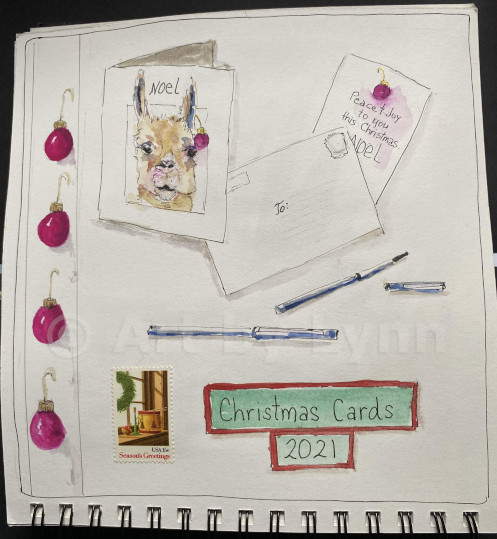 NOEL
Peace & Joy
to you
this Christmas.
NOEL
To:
© Art by Lynn
USA 15c
Season's Greetings
Christmas Cards
2021